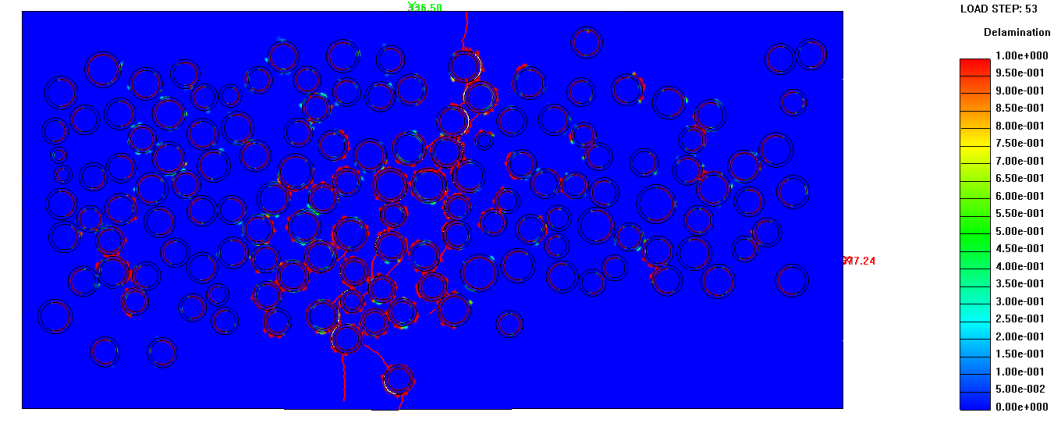 LOAD STEP: 53
Delamination
1.00e+000
9.50e-001
9.00e-001
8.50e-001
8.00e-001
7.50e-001
7.00e-001
6.50e-001
6.00e-001
5.50e-001
5.00e-001
4.50e-001
4.00e-001
3.50e-001
3.00e-001
2.50e-001
2.00e-001
1.50e-001
1.00e-001
5.00e-002
0.00e+000